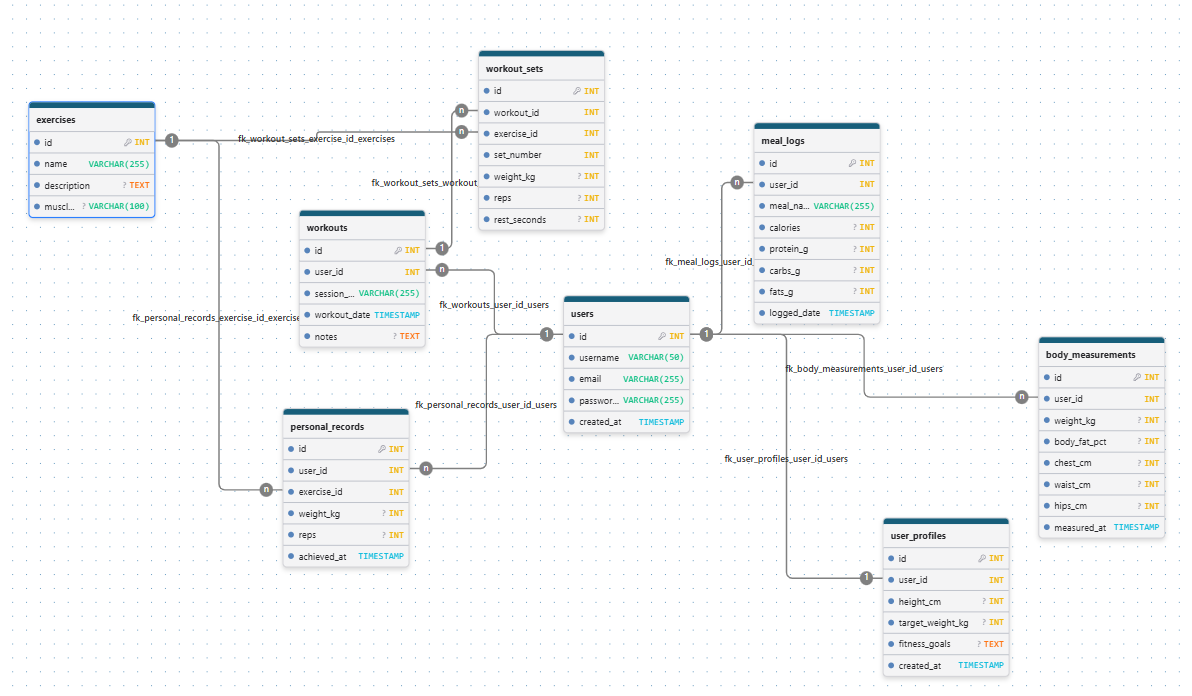 workout_sets
id INT
workout_id INT
exercise_id INT
set_number INT
weight_kg ? INT
reps ? INT
rest_seconds ? INT
exercises
id INT
name VARCHAR(255)
description ? TEXT
muscl... ? VARCHAR(100)
1
n
n
fk_workout_sets_exercise_id_exercises
fk_workout_sets_workout
meal_logs
id INT
user_id INT
meal_na... VARCHAR(255)
calories ? INT
protein_g ? INT
carbs_g ? INT
fats_g ? INT
logged_date TIMESTAMP
n
fk_meal_logs_user_id_
workouts
id INT
user_id INT
session_... VARCHAR(255)
workout_date TIMESTAMP
notes ? TEXT
1
n
fk_workouts_user_id_users
fk_personal_records_exercise_id_exercise
users
id INT
username VARCHAR(50)
email VARCHAR(255)
passwor... VARCHAR(255)
created_at TIMESTAMP
1
1
fk_body_measurements_user_id_users
body_measurements
id INT
user_id INT
weight_kg ? INT
body_fat_pct ? INT
chest_cm ? INT
waist_cm ? INT
hips_cm ? INT
measured_at TIMESTAMP
n
fk_personal_records_user_id_users
personal_records
id INT
user_id INT
exercise_id INT
weight_kg ? INT
reps ? INT
achieved_at TIMESTAMP
n
n
fk_user_profiles_user_id_users
user_profiles
id INT
user_id INT
height_cm ? INT
target_weight_kg ? INT
fitness_goals ? TEXT
created_at TIMESTAMP
1